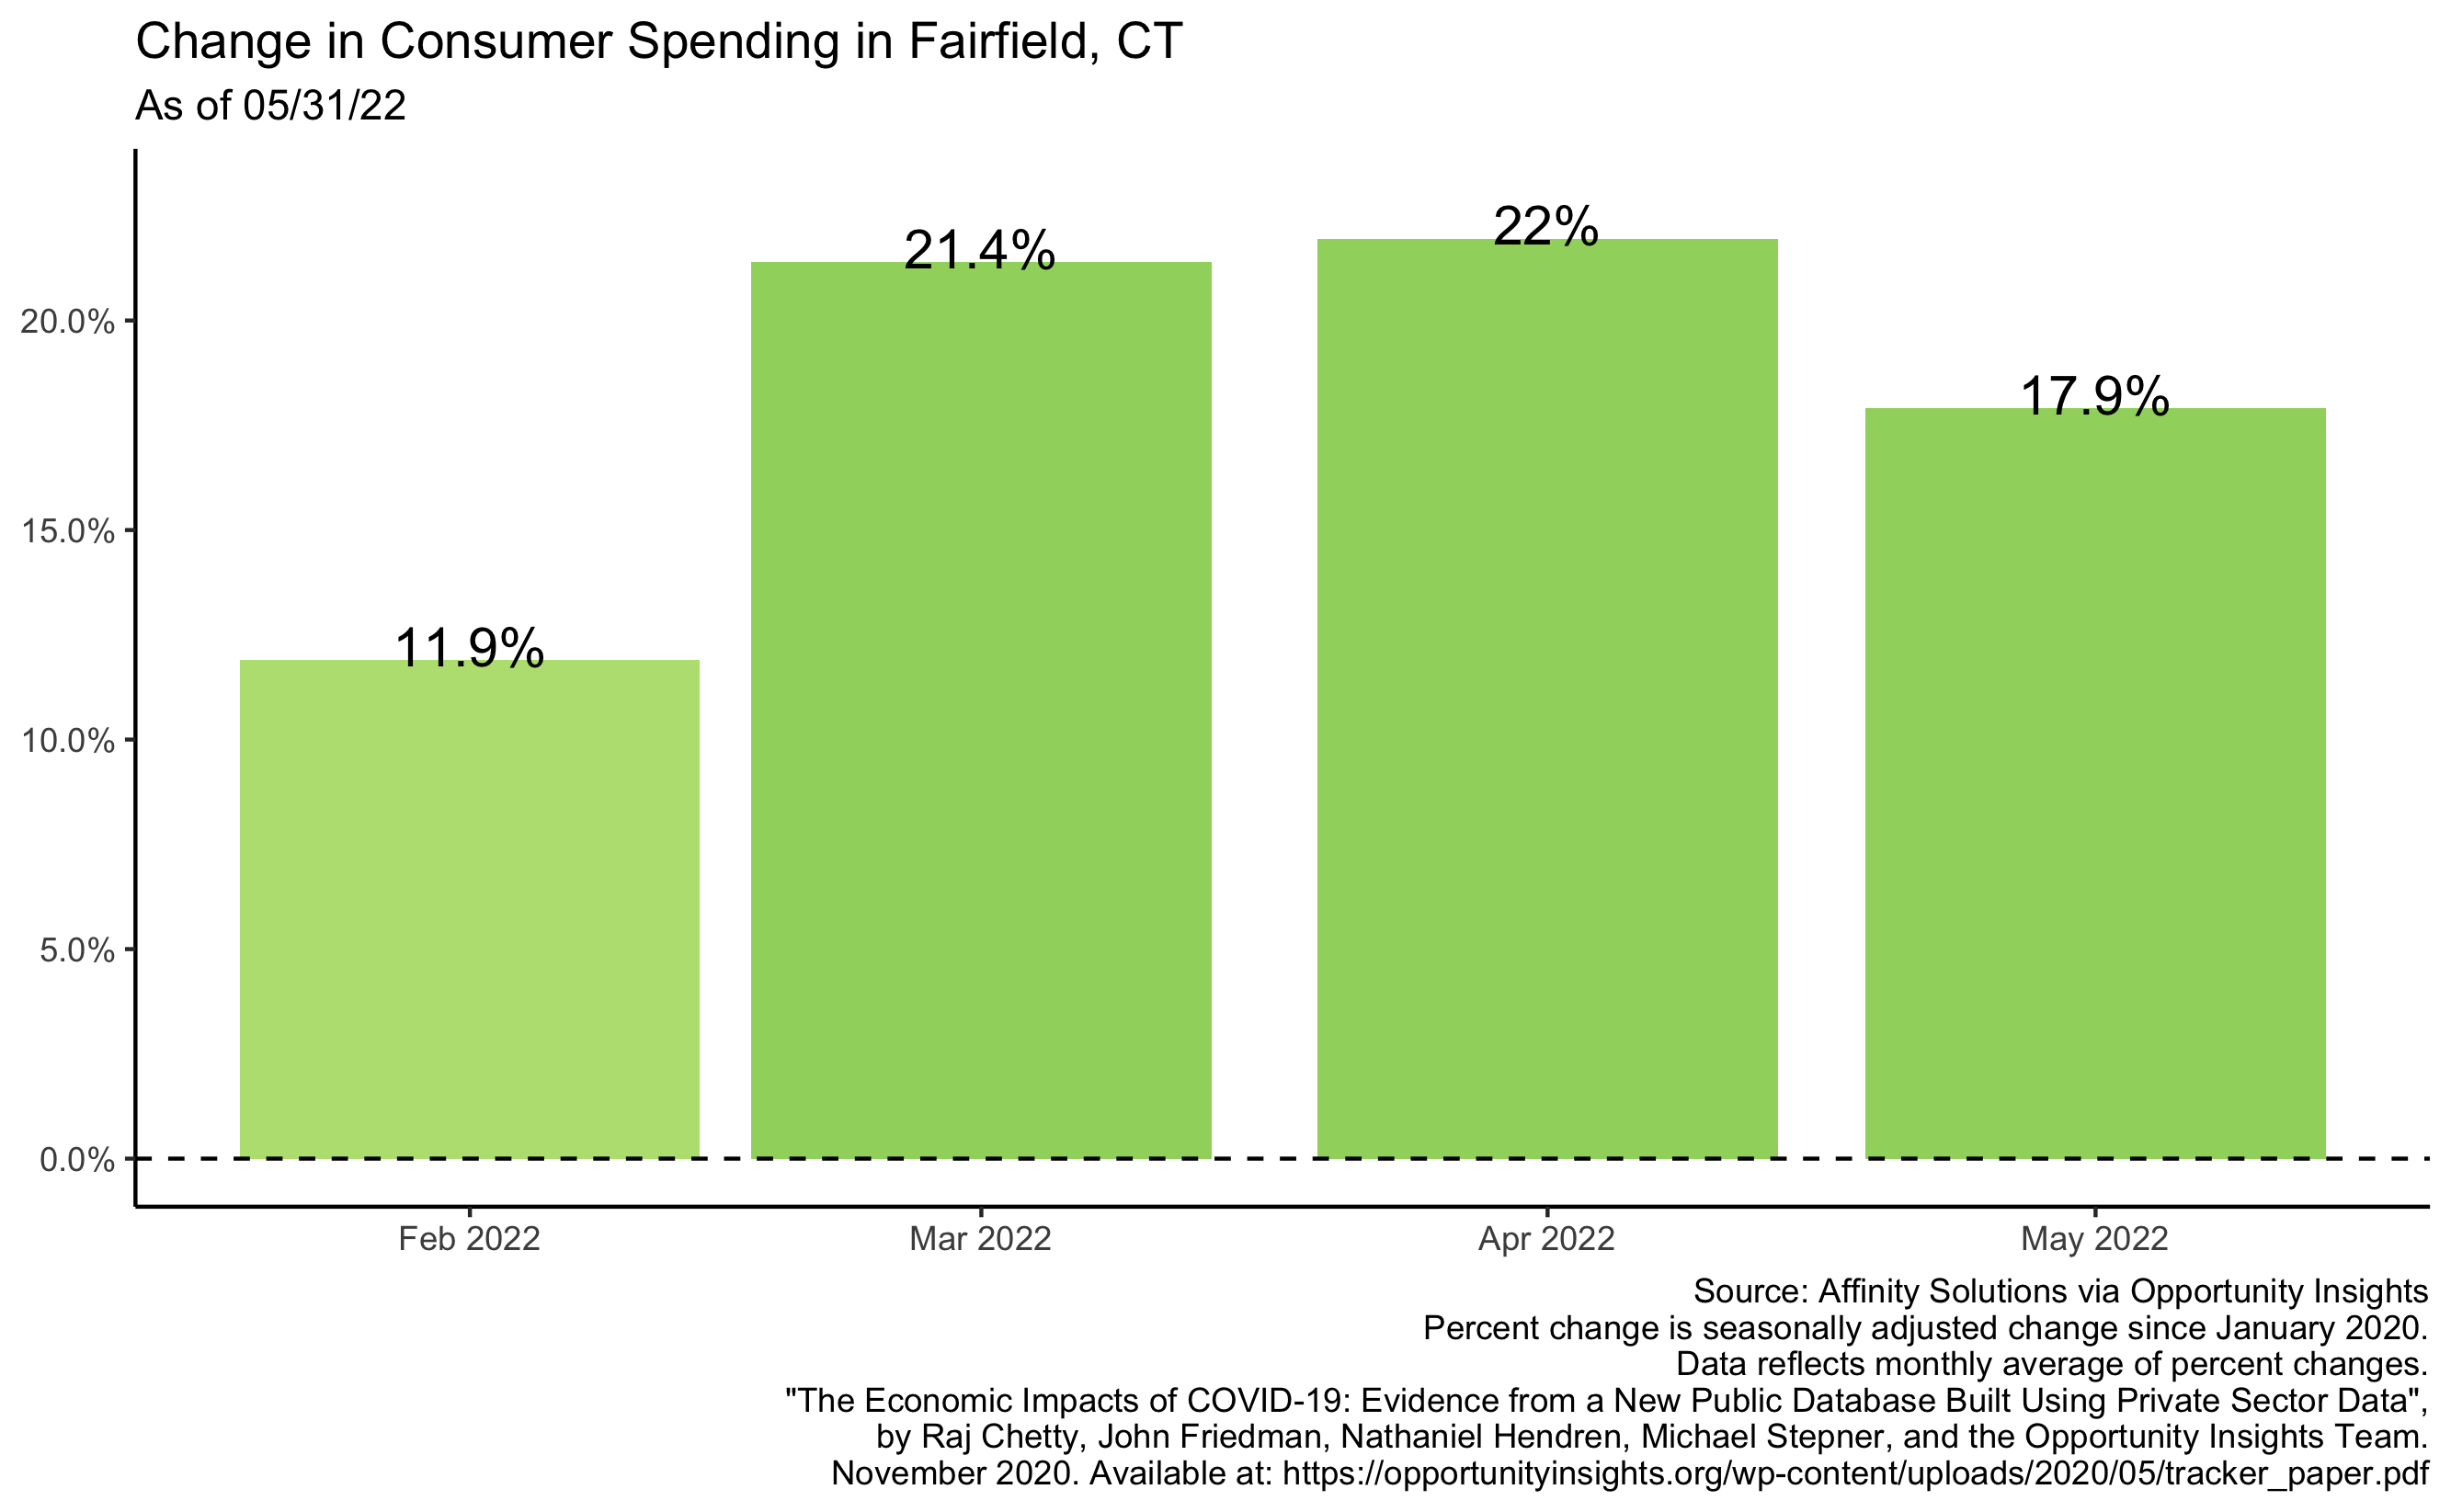 Change in Consumer Spending in Fairfield, CT
As of 05/31/22
22%
21.4%
20.0%
17.9%
15.0%
11.9%
10.0%
5.0%
0.0%
Feb 2022 Mar 2022 Apr 2022 May 2022
Source: Affinity Solutions via Opportunity Insights
Percent change is seasonally adjusted change since January 2020.
Data reflects monthly average of percent changes.
"The Economic Impacts of COVID-19: Evidence from a New Public Database Built Using Private Sector Data",
by Raj Chetty, John Friedman, Nathaniel Hendren, Michael Stepner, and the Opportunity Insights Team.
November 2020. Available at: https://opportunityinsights.org/wp-content/uploads/2020/05/tracker_paper.pdf